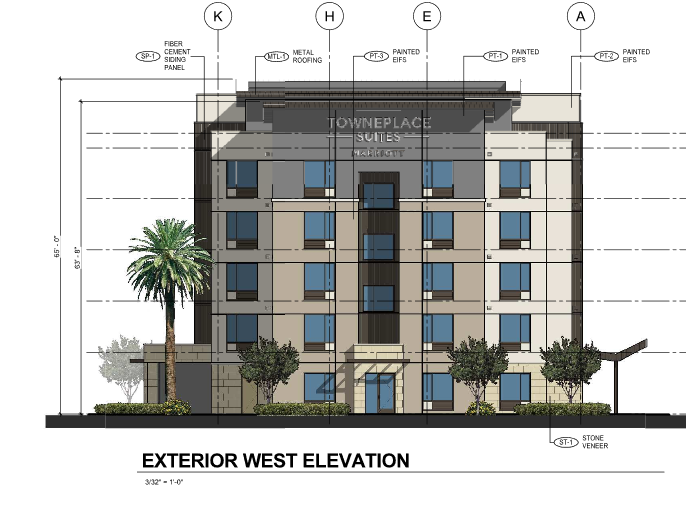 K
H
E
A
SP-1
FIBER
CEMENT
SIDING
PANEL
MTL-1
METAL
ROOFING
PT-3
PAINTED
EIFS
PT-1
PAINTED
EIFS
PT-2
PAINTED
EIFS
TOWNEPLACE
SUITES
MARRIOTT
65' - 0"
63' - 8"
ST-1
STONE
VENEER
EXTERIOR WEST ELEVATION
3/32" = 1'-0"